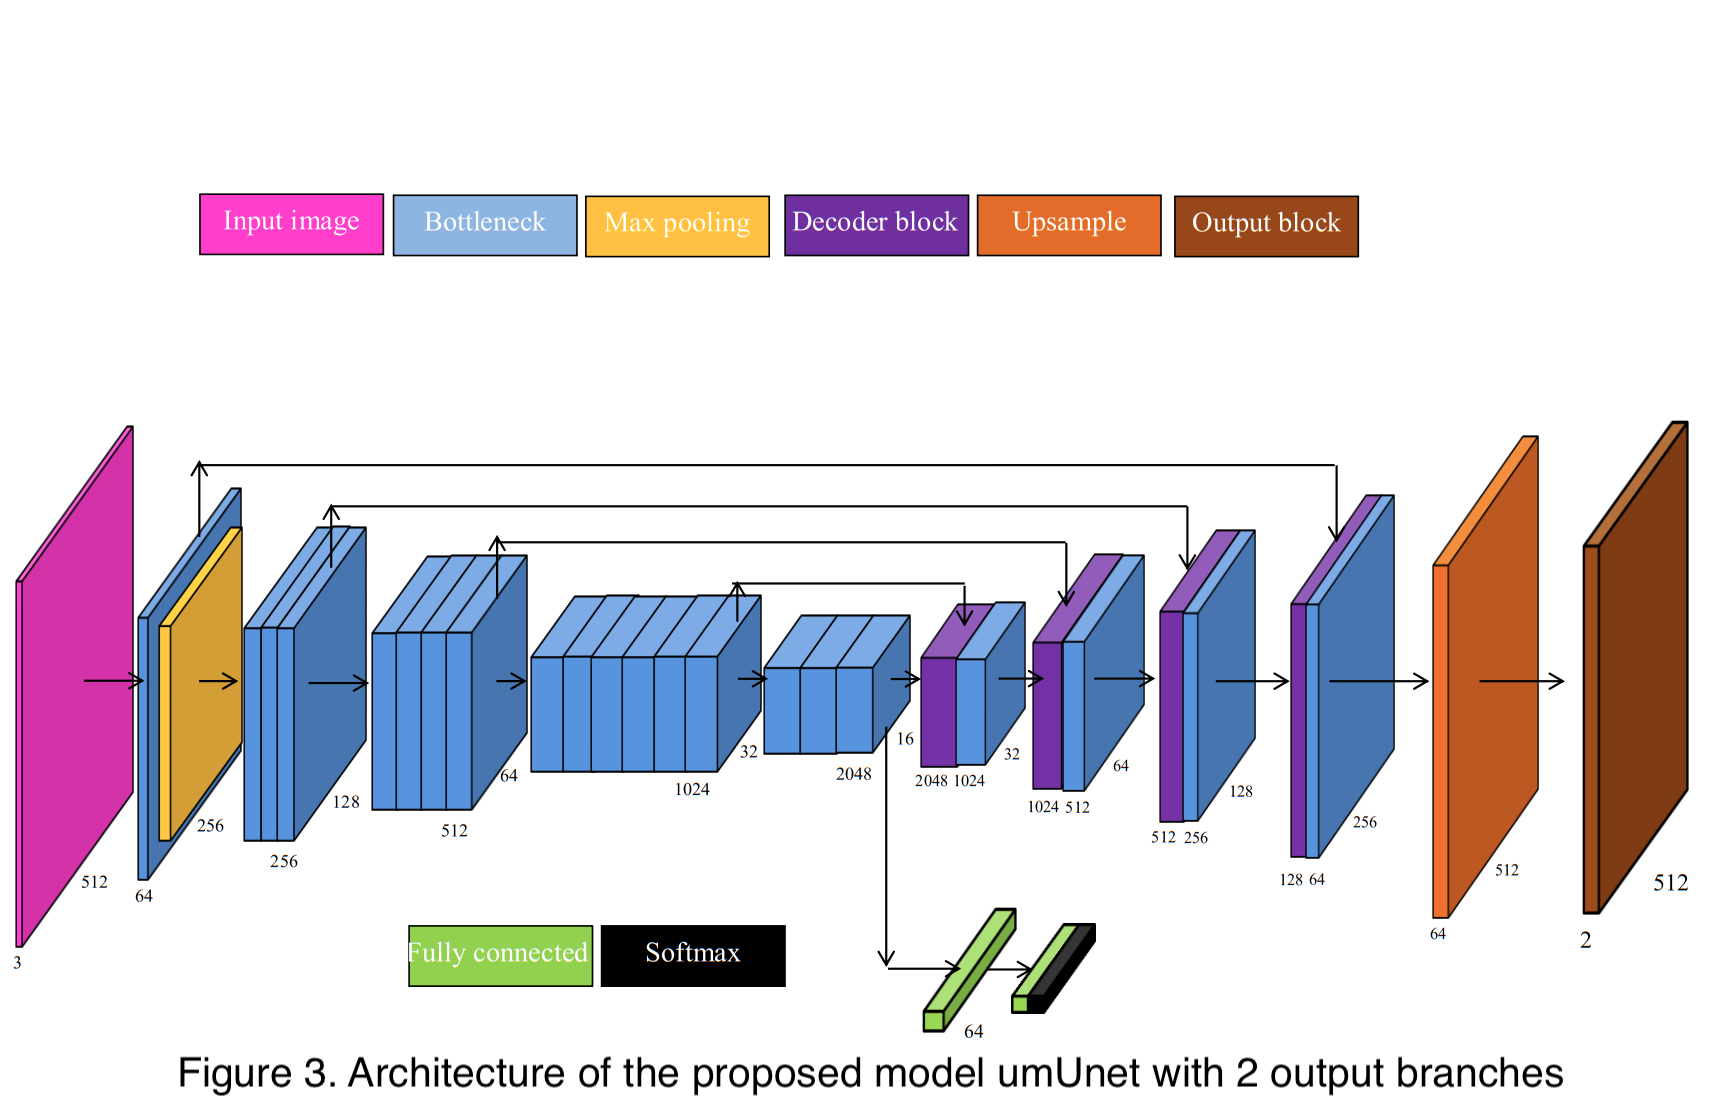 Input image
Bottleneck
Max pooling
Decoder block
Upsample
Output block
3
512
64
256
256
128
512
64
1024
32
2048
16
2048 1024
32
1024 512
64
512 256
128
128 64
256
64
512
2
512
Fully connected
Softmax
64
Figure 3. Architecture of the proposed model umUnet with 2 output branches